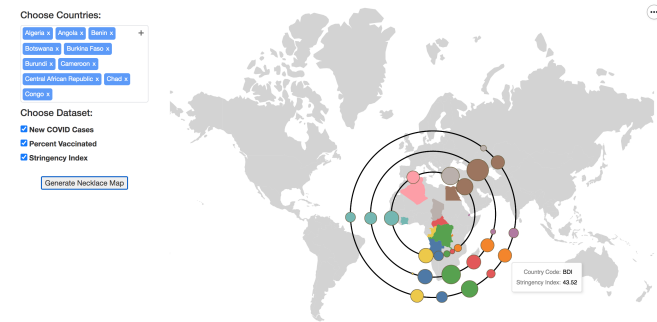 Choose Countries:
Algeria x Angola x Benin x +
Botswana x Burkina Faso x
Burundi x Cameroon x
Central African Republic x Chad x
Congo x
Choose Dataset:
New COVID Cases
Percent Vaccinated
Stringency Index
Generate Necklace Map
Country Code: BDI
Stringency Index: 43.52